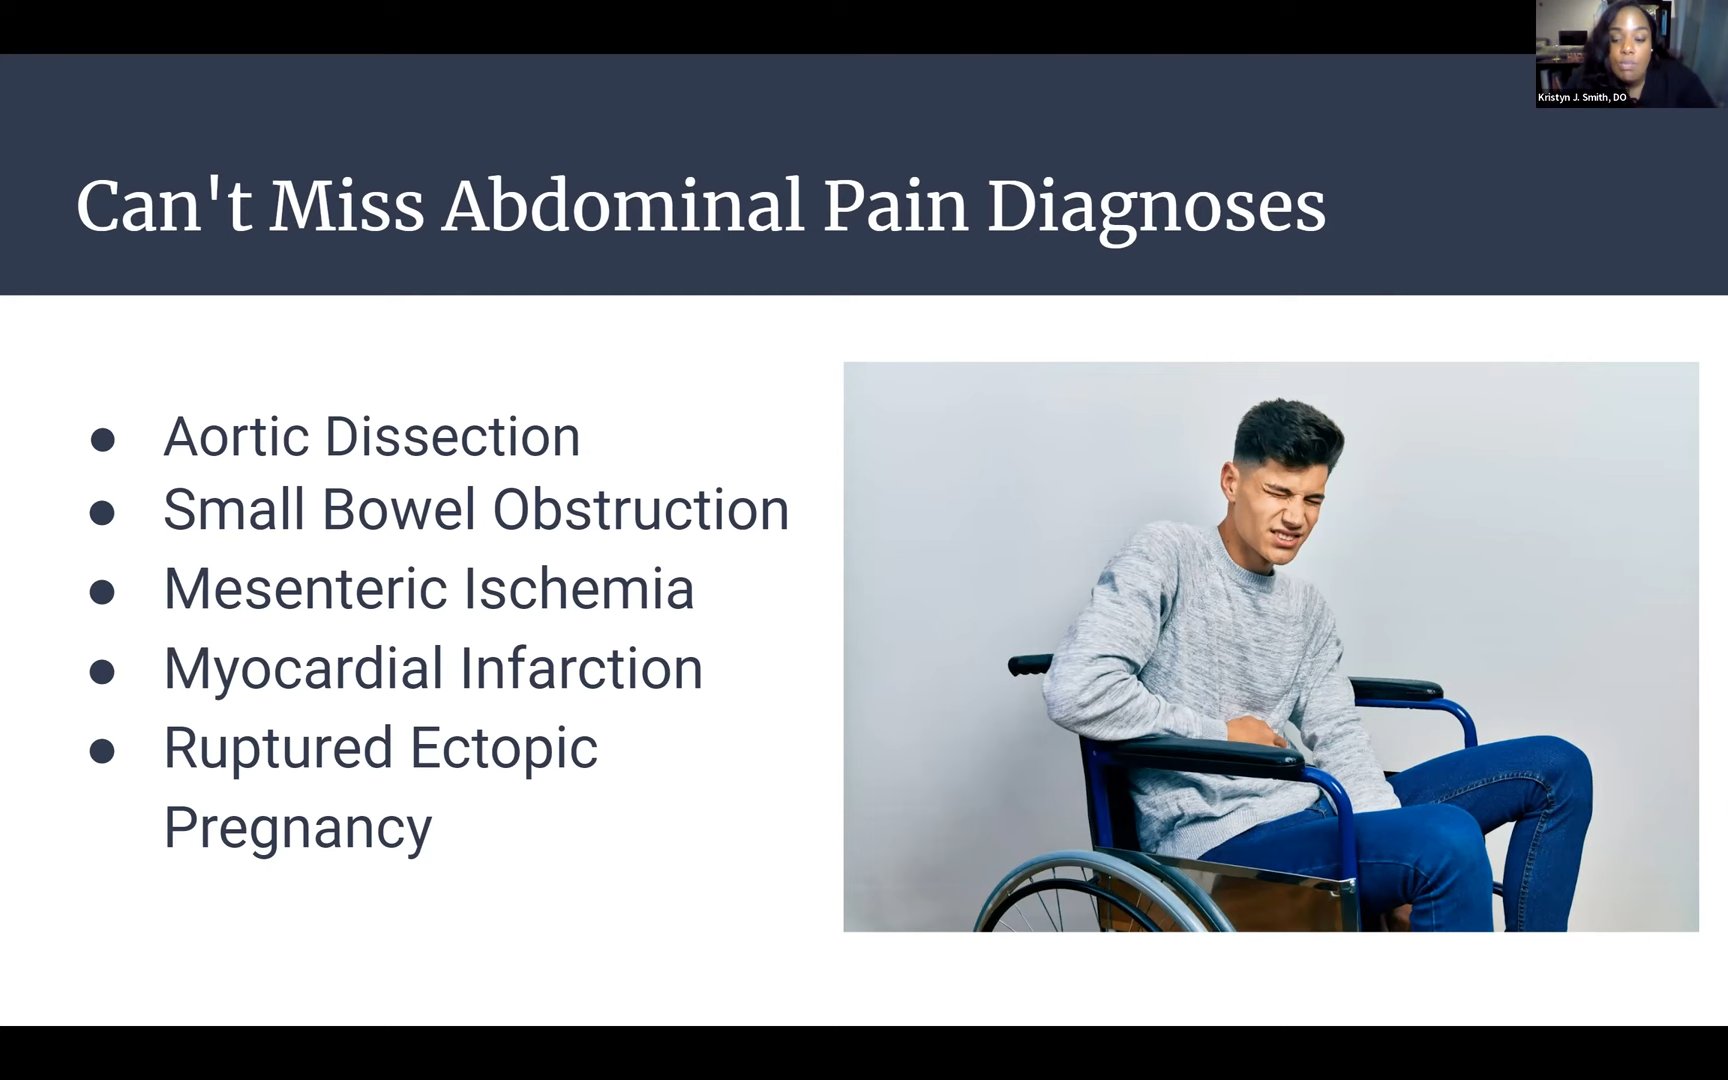 Kristyn J. Smith, DO
Can't Miss Abdominal Pain Diagnoses
● Aortic Dissection
● Small Bowel Obstruction
● Mesenteric Ischemia
● Myocardial Infarction
● Ruptured Ectopic
Pregnancy